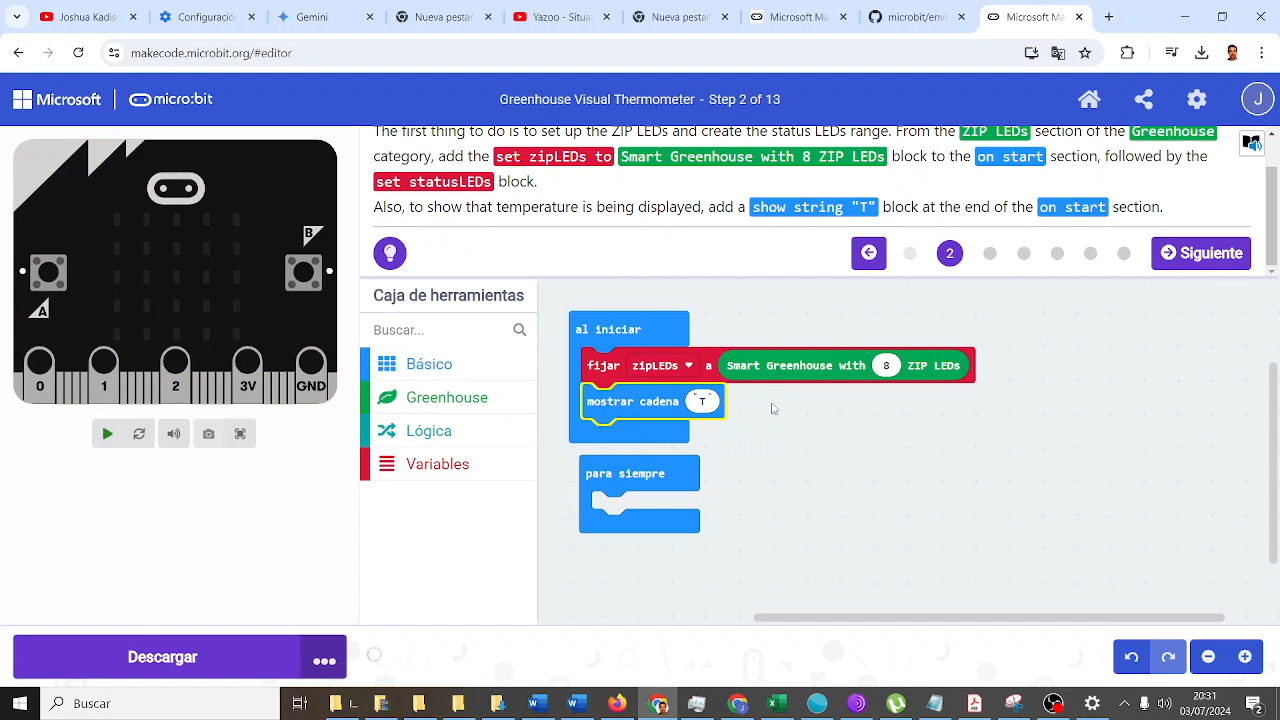 Joshua Kadis
Configuració
Gemini
Nueva pesta
Yazoo - Situa
Nueva pesta
Microsoft Ma
microbit/env
Microsoft Ma
makecode.microbit.org/#editor
Microsoft
micro:bit
Greenhouse Visual Thermometer - Step 2 of 13
J
The first thing to do is to set up the ZIP LEDs and create the status LEDs range. From the ZIP LEDs section of the Greenhouse
category, add the set zipLEDs to Smart Greenhouse with 8 ZIP LEDs block to the on start section, followed by the
set statusLEDs block.
Also, to show that temperature is being displayed, add a show string "T" block at the end of the on start section.
2
Siguiente
B
A
0 1 2 3V GND
Caja de herramientas
Buscar...
Básico
Greenhouse
Lógica
Variables
al iniciar
fijar zipLEDs a Smart Greenhouse with 8 ZIP LEDs
mostrar cadena "T"
para siempre
Descargar
Buscar
20:31
03/07/2024
2